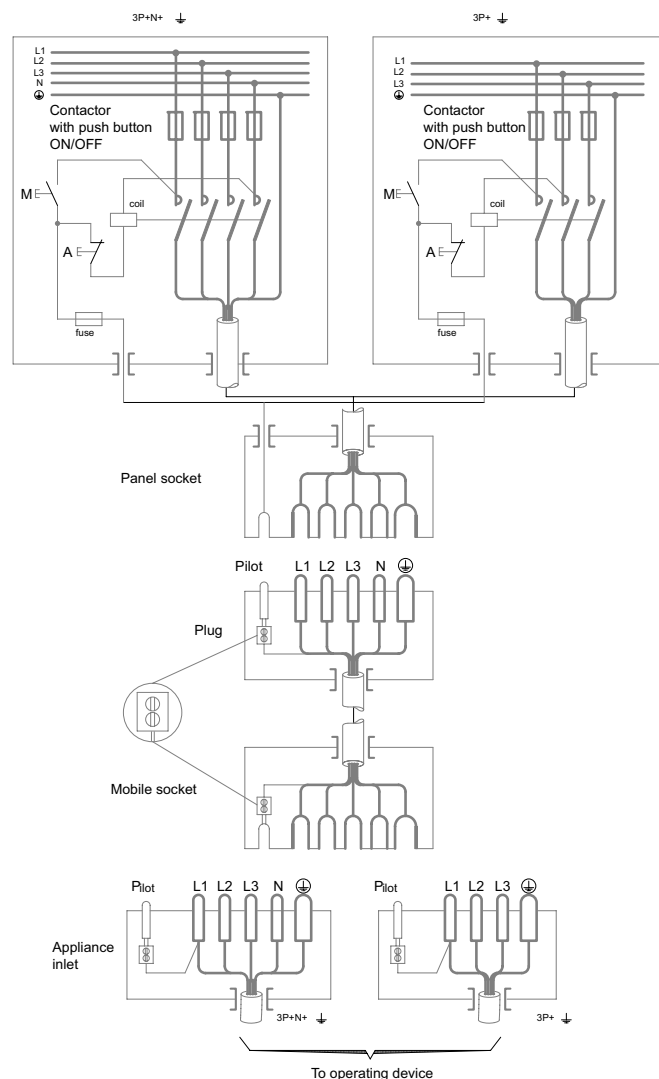 3P+N+ ⏚
3P+ ⏚
L1
L2
L3
N
Contactor
with push button
ON/OFF
M
coil
A
fuse
L1
L2
L3
Contactor
with push button
ON/OFF
M
coil
A
fuse
Panel socket
Pilot L1 L2 L3 N
Plug
Mobile socket
Pilot L1 L2 L3 N
Pilot L1 L2 L3
Appliance
inlet
3P+N+ ⏚
3P+ ⏚
To operating device